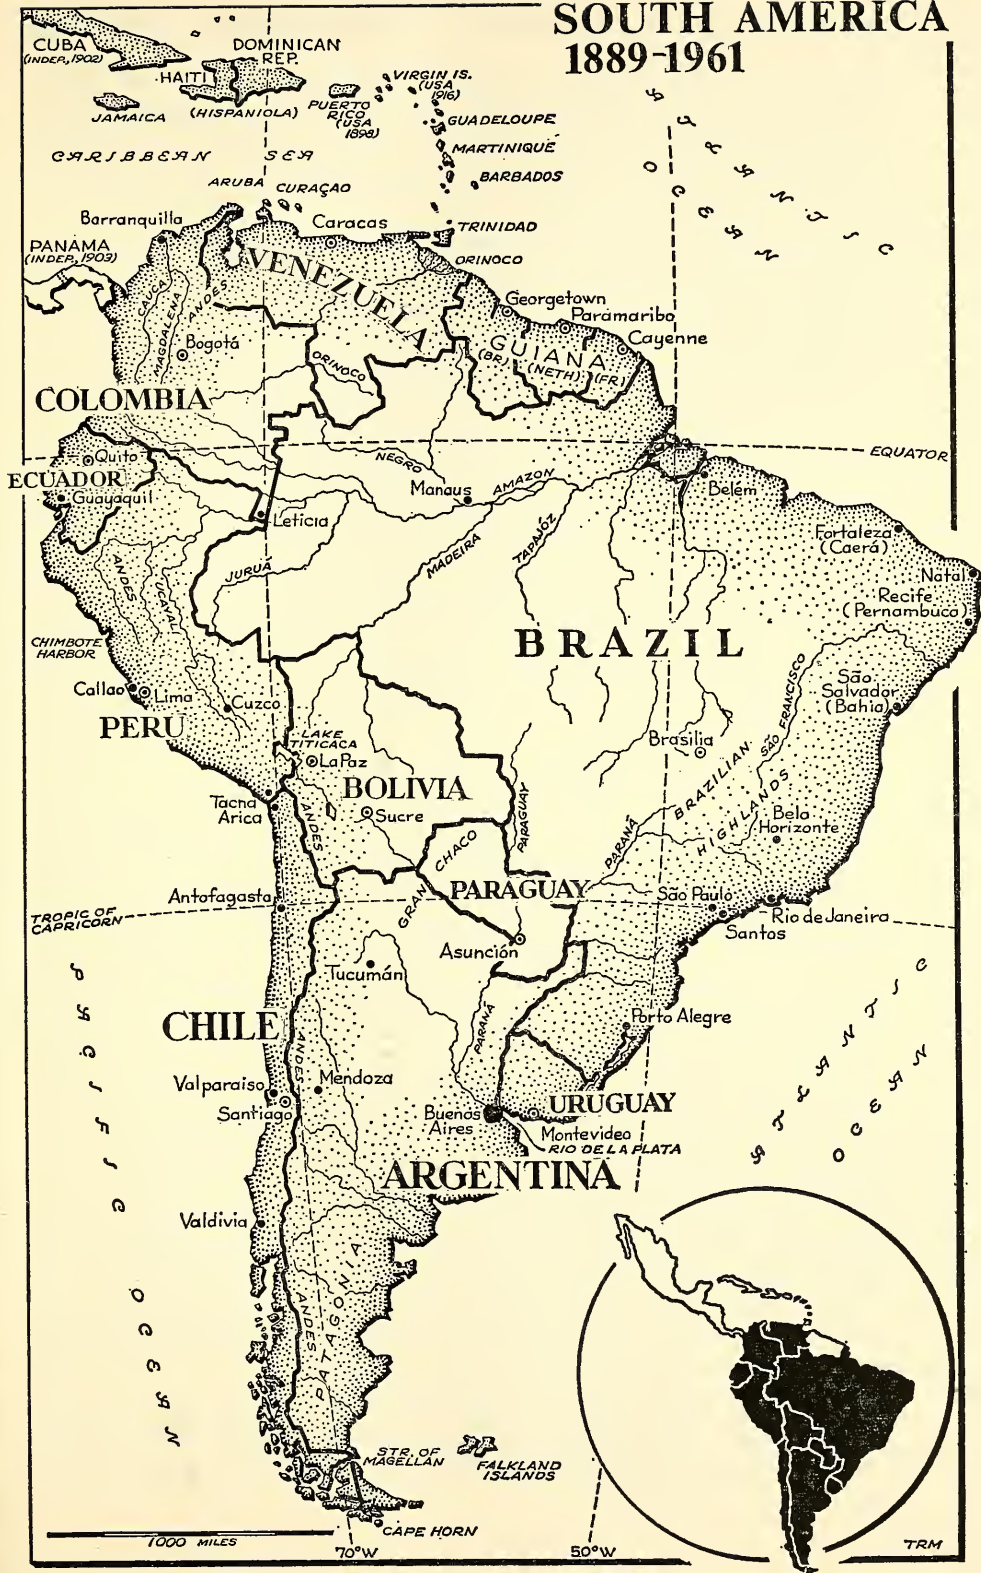 SOUTH AMERICA
1889-1961
CUBA
(INDEP., 1902)
DOMINICAN
REP.
HAITI
(HISPANIOLA)
JAMAICA
PUERTO
RICO
(USA
1898)
VIRGIN IS.
(USA
1916)
GUADELOUPE
MARTINIQUE
BARBADOS
CARIBBEAN SEA
ARUBA
CURAÇAO
TRINIDAD
ATLANTIC
OCEAN
Barranquilla
Caracas
PANAMA
(INDEP., 1903)
ORINOCO
VENEZUELA
CAUCA
MAGDALENA
ANDES
Bogotá
Georgetown
Paramaribo
Cayenne
GUIANA
(BR.)
(NETH)
(FR.)
ORINOCO
COLOMBIA
EQUATOR
Quito
ECUADOR
Guayaquil
NEGRO
Manaus
AMAZON
Belém
Leticia
Fortaleza
(Caerá)
JURUÁ
MADEIRA
TAPAJÓZ
Natal
Recife
(Pernambuco)
ANDES
UCAYALI
BRAZIL
CHIMBOTE
HARBOR
Callao
Lima
Cuzco
PERU
SÃO FRANCISCO
São
Salvador
(Bahia)
LAKE
TITICACA
La Paz
Brasilia
BOLIVIA
Sucre
Tacna
Arica
ANDES
PARAGUAY
BRAZILIAN
HIGHLANDS
Bela
Horizonte
PARANÁ
GRAN CHACO
PARAGUAY
Antofagasta
São Paulo
Rio de Janeiro
Santos
TROPIC OF
CAPRICORN
Asunción
Tucumán
PACIFIC
OCEAN
CHILE
PARANÁ
Porto Alegre
ATLANTIC
OCEAN
ANDES
Valparaiso
Mendoza
Santiago
Buenos
Aires
URUGUAY
Montevideo
RIO DE LA PLATA
ARGENTINA
Valdivia
ANDES
PATAGONIA
STR. OF
MAGELLAN
FALKLAND
ISLANDS
CAPE HORN
1000 MILES
70°W
50°W
TRM